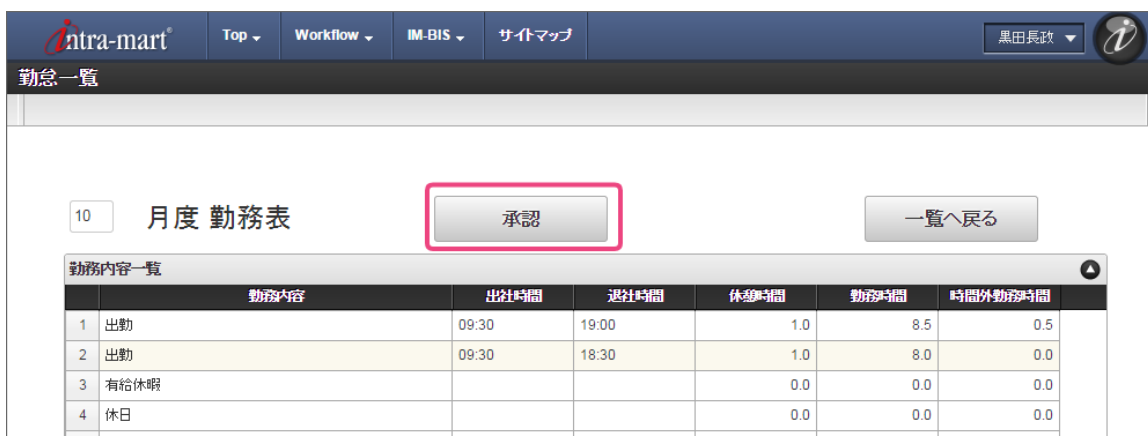 intra-mart Top Workflow IM-BIS サイトマップ 黒田長政
勤怠一覧
10 月度 勤務表 承認 一覧へ戻る
勤務内容一覧
勤務内容 出社時間 退社時間 休憩時間 勤務時間 時間外勤務時間
1 出勤 09:30 19:00 1.0 8.5 0.5
2 出勤 09:30 18:30 1.0 8.0 0.0
3 有給休暇 0.0 0.0 0.0
4 休日 0.0 0.0 0.0